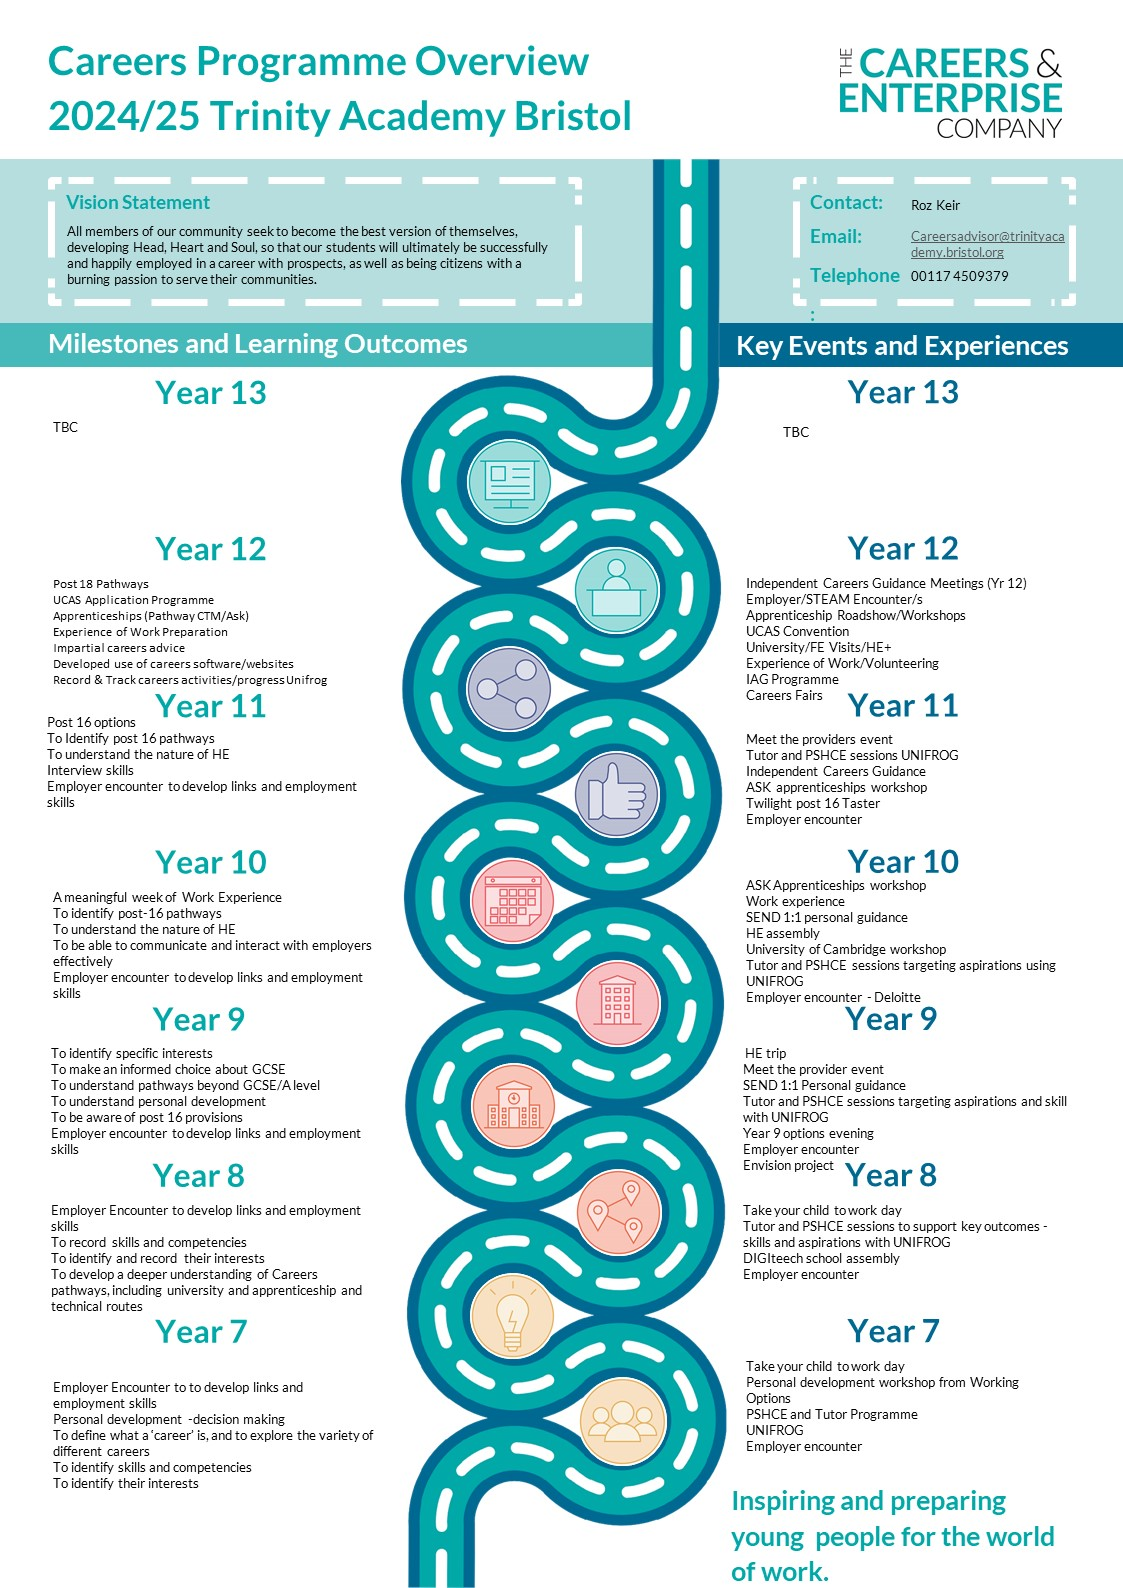 Careers Programme Overview
2024/25 Trinity Academy Bristol
THE
CAREERS &
ENTERPRISE
COMPANY
Vision Statement
All members of our community seek to become the best version of themselves,
developing Head, Heart and Soul, so that our students will ultimately be successfully
and happily employed in a career with prospects, as well as being citizens with a
burning passion to serve their communities.
Contact: Roz Keir
Email: Careersadvisor@trinityaca
demy.bristol.org
Telephone 00117 4509379
:
Milestones and Learning Outcomes
Key Events and Experiences
Year 13
TBC
Year 13
TBC
Year 12
Post 18 Pathways
UCAS Application Programme
Apprenticeships (Pathway CTM/Ask)
Experience of Work Preparation
Impartial careers advice
Developed use of careers software/websites
Record & Track careers activities/progress Unifrog
Year 12
Independent Careers Guidance Meetings (Yr 12)
Employer/STEAM Encounter/s
Apprenticeship Roadshow/Workshops
UCAS Convention
University/FE Visits/HE+
Experience of Work/Volunteering
IAG Programme
Careers Fairs
Year 11
Post 16 options
To Identify post 16 pathways
To understand the nature of HE
Interview skills
Employer encounter to develop links and employment
skills
Year 11
Meet the providers event
Tutor and PSHCE sessions UNIFROG
Independent Careers Guidance
ASK apprenticeships workshop
Twilight post 16 Taster
Employer encounter
Year 10
A meaningful week of Work Experience
To identify post-16 pathways
To understand the nature of HE
To be able to communicate and interact with employers
effectively
Employer encounter to develop links and employment
skills
Year 10
ASK Apprenticeships workshop
Work experience
SEND 1:1 personal guidance
HE assembly
University of Cambridge workshop
Tutor and PSHCE sessions targeting aspirations using
UNIFROG
Employer encounter - Deloitte
Year 9
To identify specific interests
To make an informed choice about GCSE
To understand pathways beyond GCSE/A level
To understand personal development
To be aware of post 16 provisions
Employer encounter to develop links and employment
skills
Year 9
HE trip
Meet the provider event
SEND 1:1 Personal guidance
Tutor and PSHCE sessions targeting aspirations and skill
with UNIFROG
Year 9 options evening
Employer encounter
Envision project
Year 8
Employer Encounter to develop links and employment
skills
To record skills and competencies
To identify and record their interests
To develop a deeper understanding of Careers
pathways, including university and apprenticeship and
technical routes
Year 8
Take your child to work day
Tutor and PSHCE sessions to support key outcomes -
skills and aspirations with UNIFROG
DIGIteech school assembly
Employer encounter
Year 7
Employer Encounter to to develop links and
employment skills
Personal development -decision making
To define what a ‘career’ is, and to explore the variety of
different careers
To identify skills and competencies
To identify their interests
Year 7
Take your child to work day
Personal development workshop from Working
Options
PSHCE and Tutor Programme
UNIFROG
Employer encounter
Inspiring and preparing
young people for the world
of work.